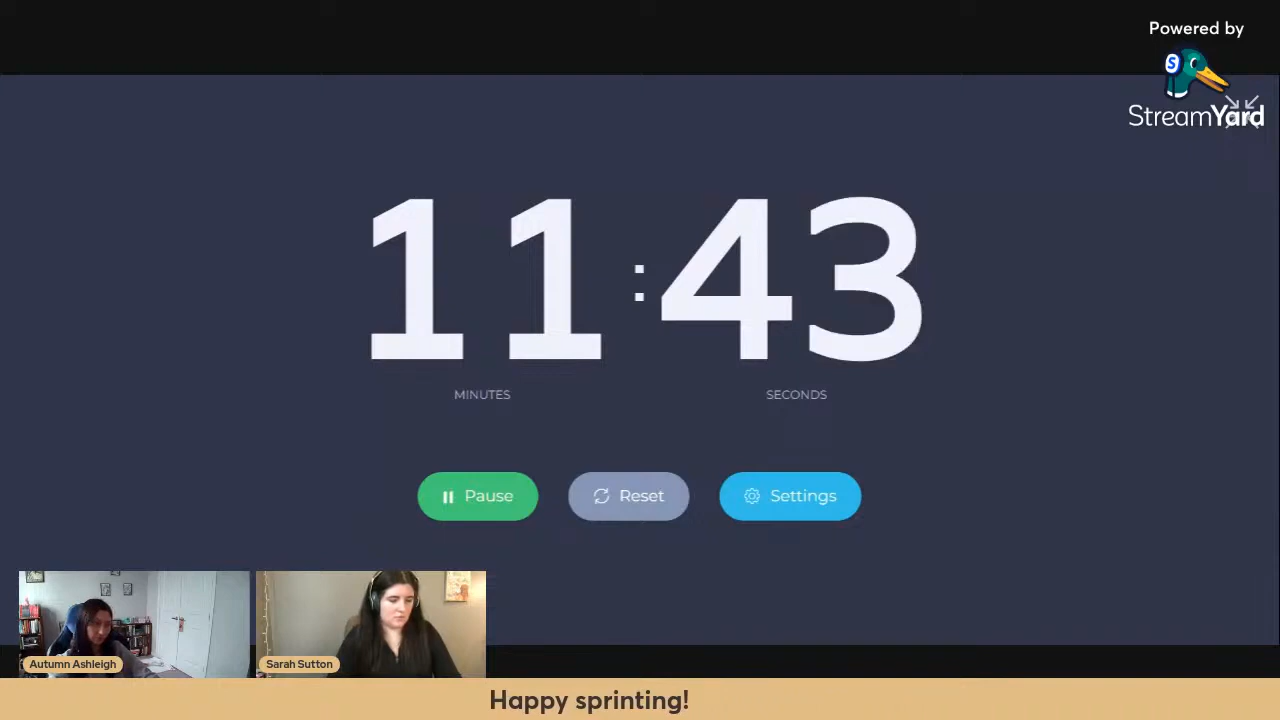 Powered by
S
StreamYard
11:43
MINUTES
SECONDS
Pause
Reset
Settings
Autumn Ashleigh
Sarah Sutton
Happy sprinting!